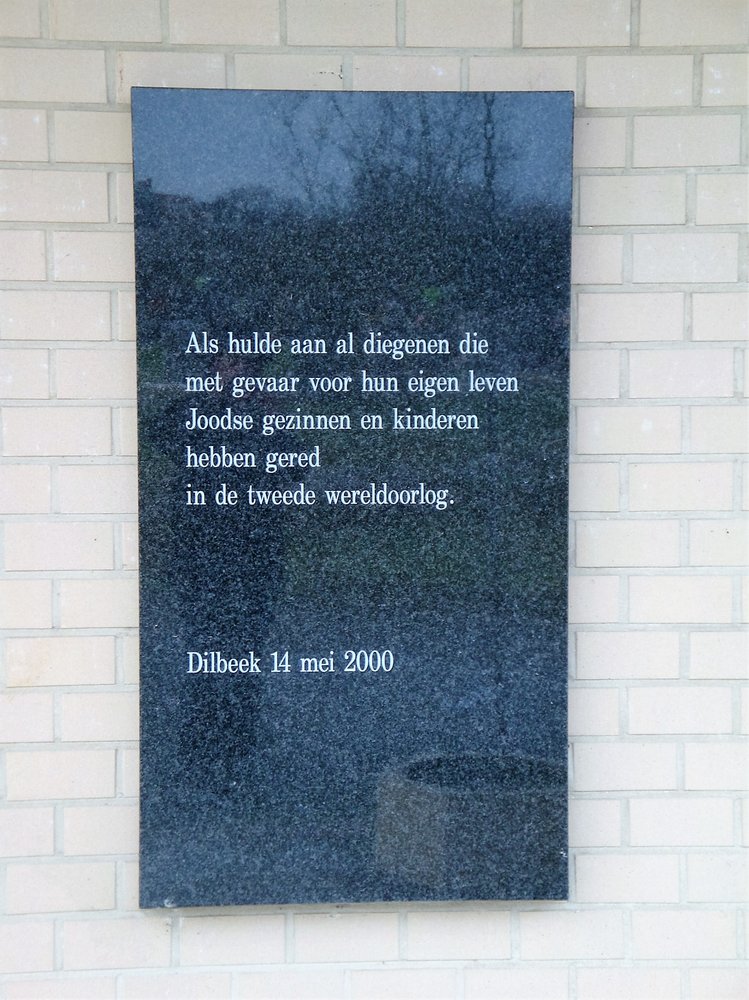 Als hulde aan al diegenen die
met gevaar voor hun eigen leven
Joodse gezinnen en kinderen
hebben gered
in de tweede wereldoorlog.
Dilbeek 14 mei 2000